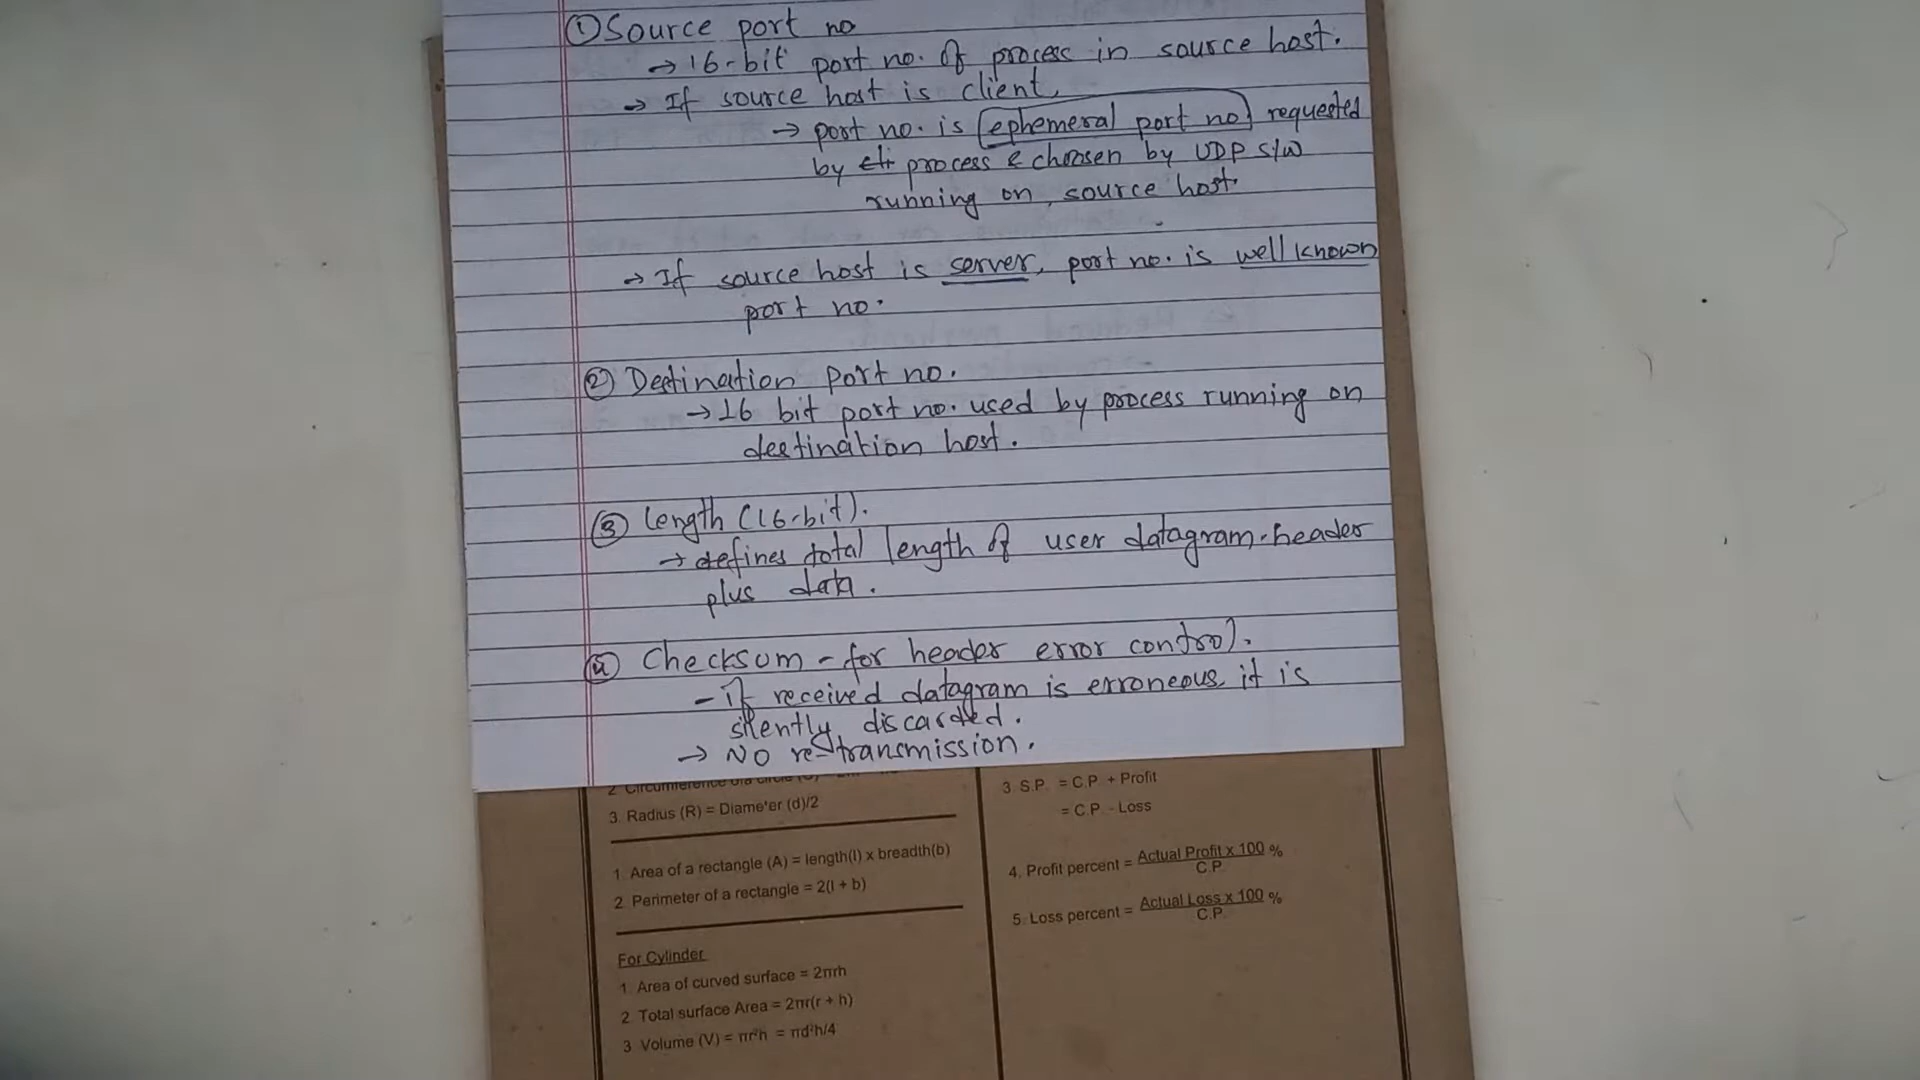 ① Source port no
→ 16-bit port no. of process in source host.
→ If source host is client,
→ port no. is ephemeral port no requested
by process & choosen by UDP S/W
running on source host.
→ If source host is server, port no. is well known
port no.
② Destination Port no.
→ 16 bit port no. used by process running on
destination host.
③ Length (16-bit).
→ defines total length of user datagram-header
plus data.
④ Checksum - for header error control.
- if received datagram is erroneous, it is
silently discarded.
→ No re-transmission.
3. Radius (R) = Diameter (d)/2
1. Area of a rectangle (A) = length(l) x breadth(b)
2. Perimeter of a rectangle = 2(l + b)
For Cylinder
1. Area of curved surface = 2πrh
2. Total surface Area = 2πr(r + h)
3. Volume (V) = πr²h = πd²h/4
3. S.P. = C.P. + Profit
= C.P. - Loss
4. Profit percent = Actual Profit x 100 %
C.P.
5. Loss percent = Actual Loss x 100 %
C.P.